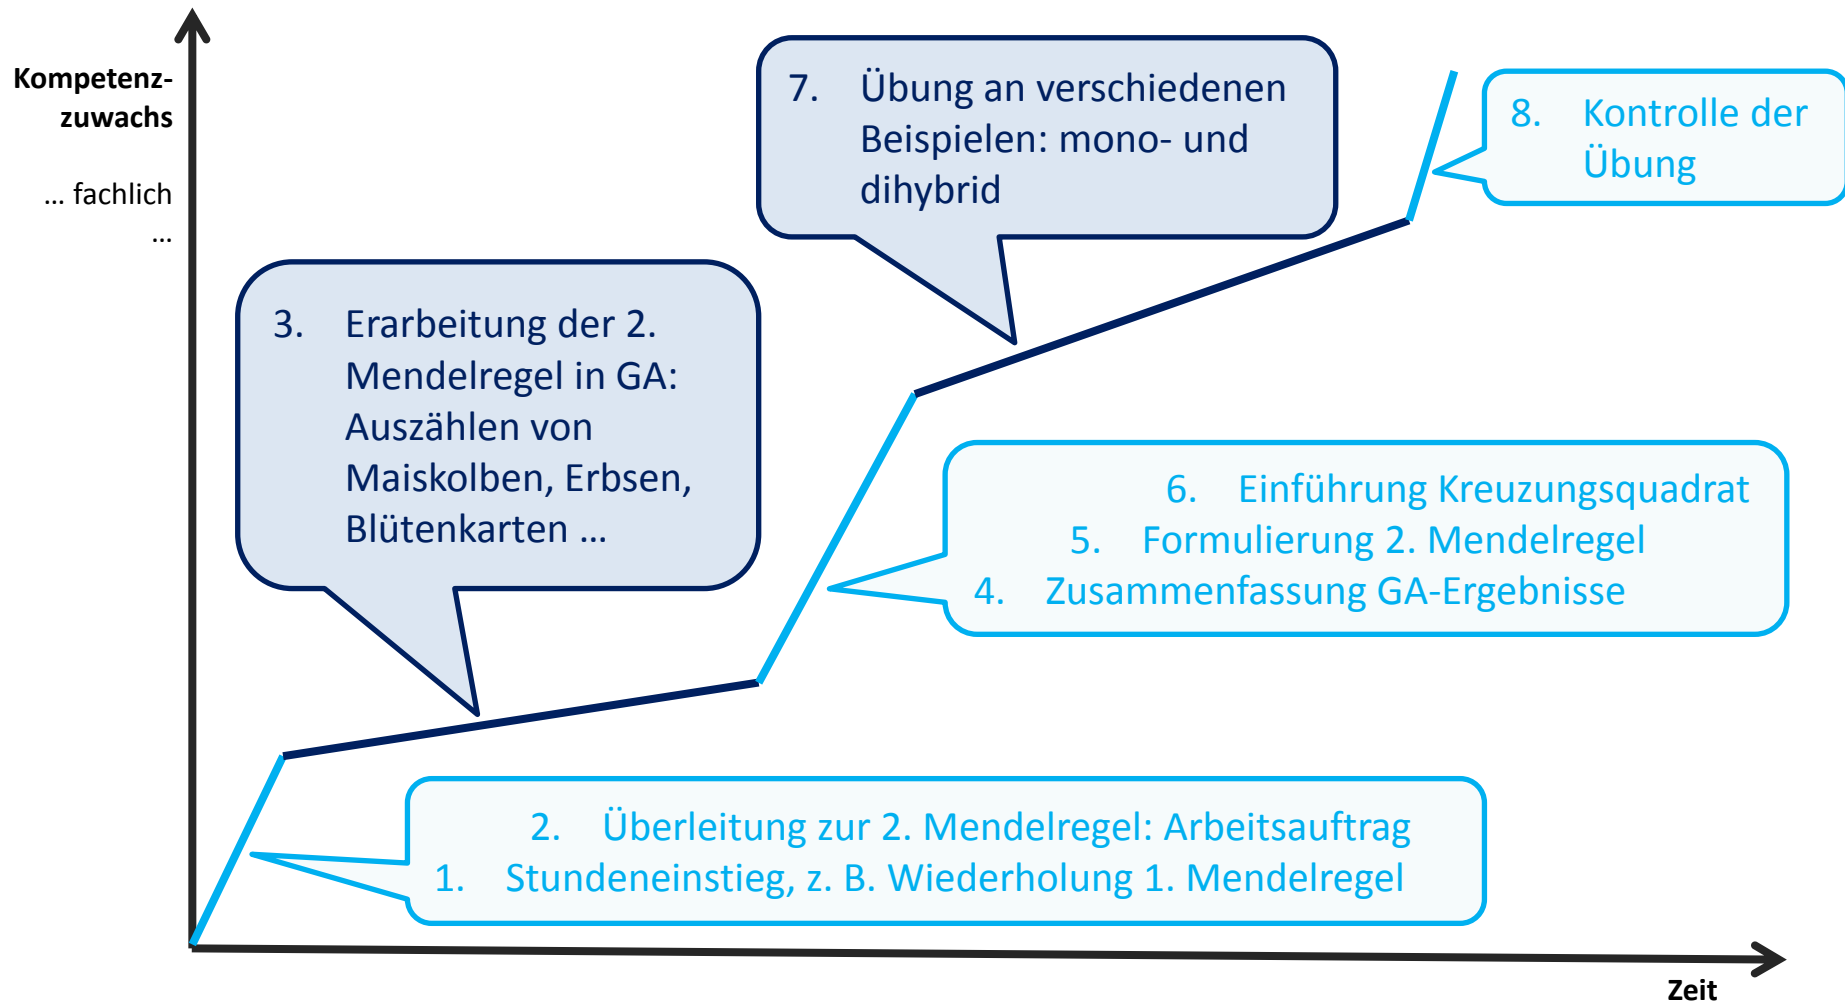 Kompetenz-
zuwachs
... fachlich
...
7. Übung an verschiedenen
Beispielen: mono- und
dihybrid
8. Kontrolle der
Übung
3. Erarbeitung der 2.
Mendelregel in GA:
Auszählen von
Maiskolben, Erbsen,
Blütenkarten ...
6. Einführung Kreuzungsquadrat
5. Formulierung 2. Mendelregel
4. Zusammenfassung GA-Ergebnisse
2. Überleitung zur 2. Mendelregel: Arbeitsauftrag
1. Stundeneinstieg, z. B. Wiederholung 1. Mendelregel
Zeit